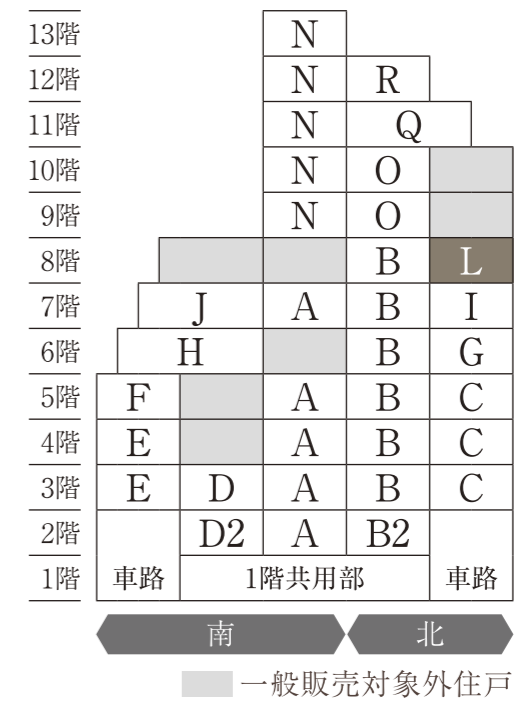 13階 N
12階 N R
11階 N Q
10階 N O
9階 N O
8階 B L
7階 J A B I
6階 H B G
5階 F A B C
4階 E A B C
3階 E D A B C
2階 D2 A B2
1階 車路 1階共用部 車路
南 北
一般販売対象外住戸